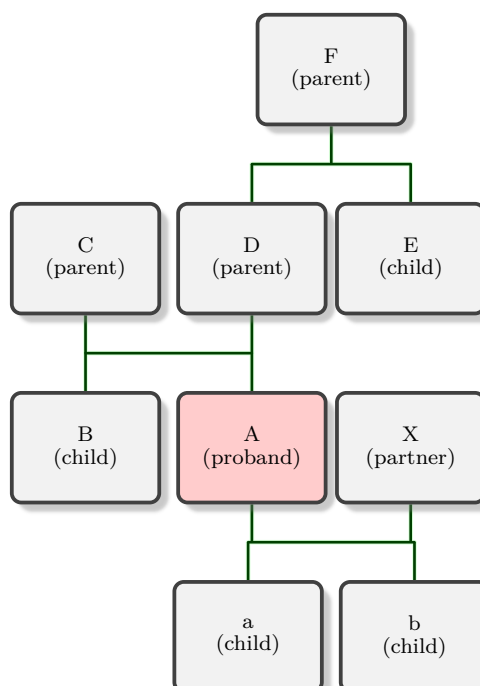 F
(parent)
C
(parent)
D
(parent)
E
(child)
B
(child)
A
(proband)
X
(partner)
a
(child)
b
(child)